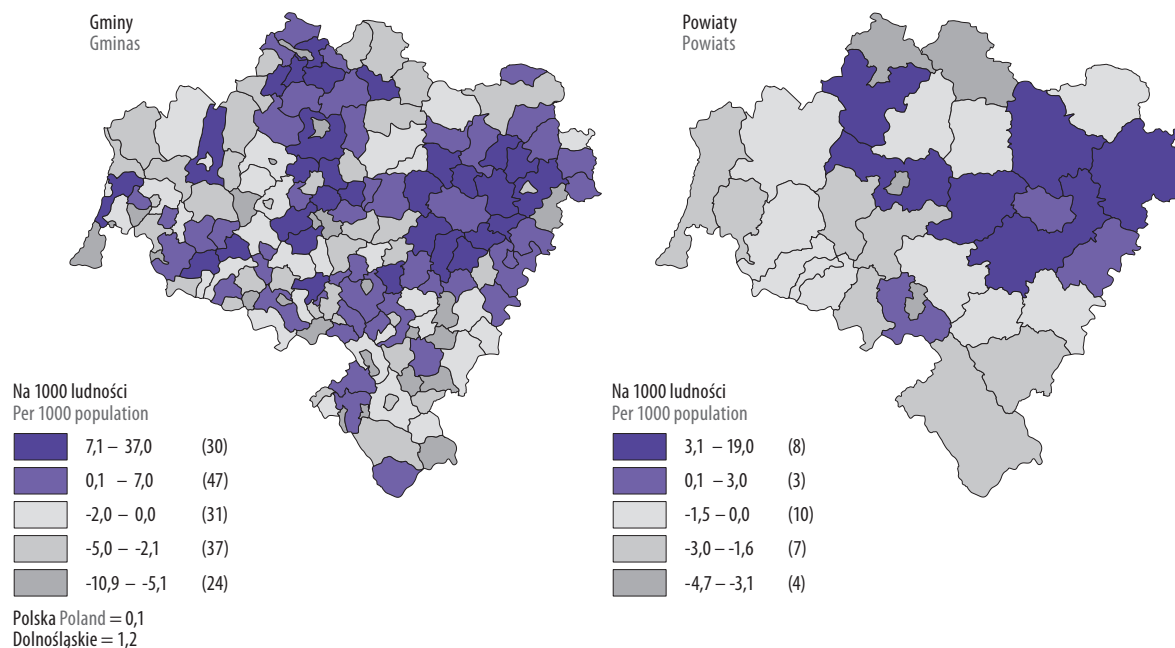 Gminy
Gminas
Na 1000 ludności
Per 1000 population
7,1 – 37,0 (30)
0,1 – 7,0 (47)
-2,0 – 0,0 (31)
-5,0 – -2,1 (37)
-10,9 – -5,1 (24)
Polska Poland = 0,1
Dolnośląskie = 1,2
Powiaty
Powiats
Na 1000 ludności
Per 1000 population
3,1 – 19,0 (8)
0,1 – 3,0 (3)
-1,5 – 0,0 (10)
-3,0 – -1,6 (7)
-4,7 – -3,1 (4)